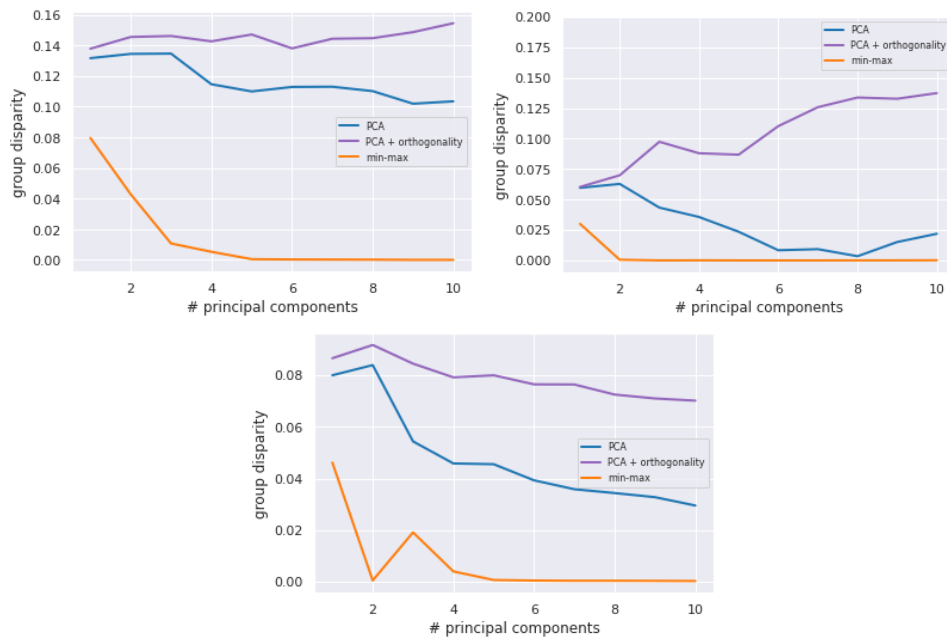 group disparity
0.16
0.14
0.12
0.10
0.08
0.06
0.04
0.02
0.00
PCA
PCA + orthogonality
min-max
2 4 6 8 10
# principal components
group disparity
0.200
0.175
0.150
0.125
0.100
0.075
0.050
0.025
0.000
PCA
PCA + orthogonality
min-max
2 4 6 8 10
# principal components
group disparity
0.08
0.06
0.04
0.02
0.00
PCA
PCA + orthogonality
min-max
2 4 6 8 10
# principal components